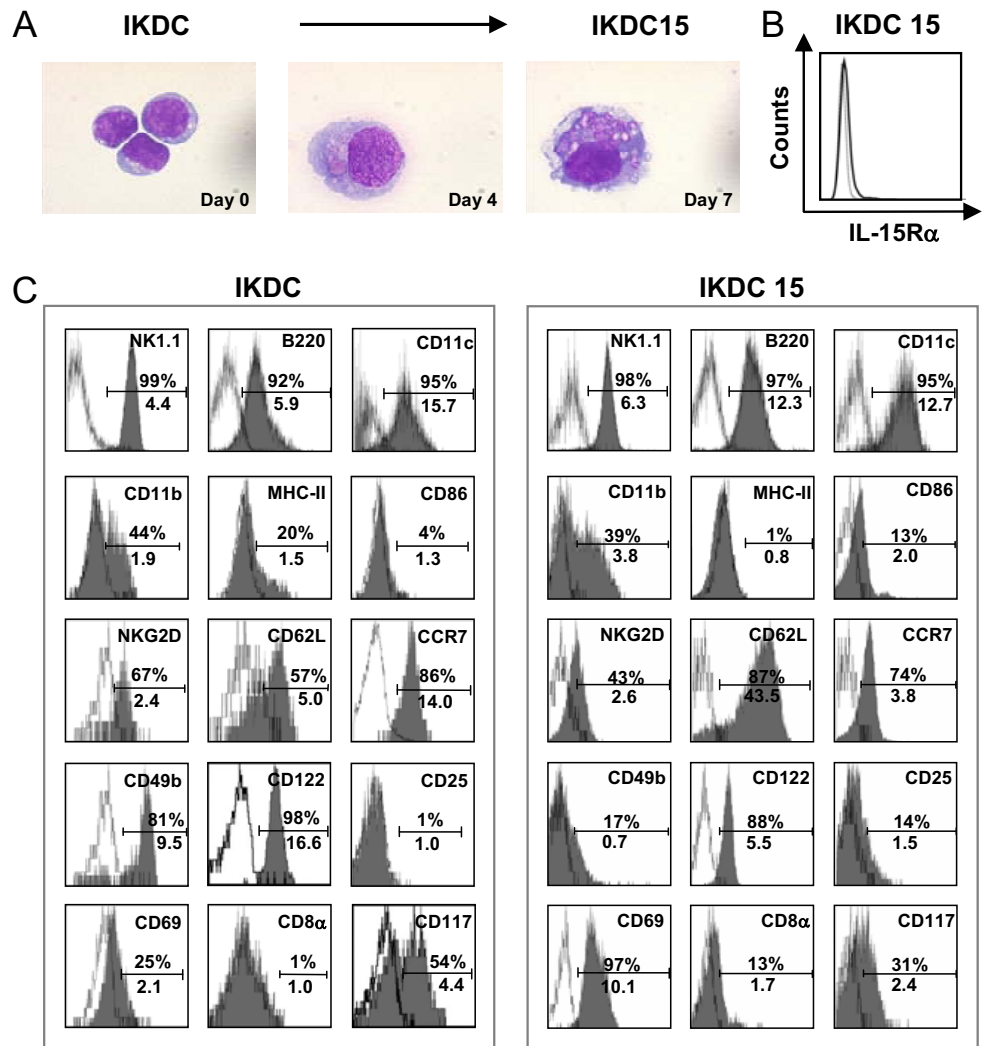 A IKDC IKDC15 B IKDC 15
Day 0 Day 4 Day 7
Counts
IL-15Rα
C IKDC IKDC 15
NK1.1 B220 CD11c NK1.1 B220 CD11c
99% 92% 95% 98% 97% 95%
4.4 5.9 15.7 6.3 12.3 12.7
CD11b MHC-II CD86 CD11b MHC-II CD86
44% 20% 4% 39% 1% 13%
1.9 1.5 1.3 3.8 0.8 2.0
NKG2D CD62L CCR7 NKG2D CD62L CCR7
67% 57% 86% 43% 87% 74%
2.4 5.0 14.0 2.6 43.5 3.8
CD49b CD122 CD25 CD49b CD122 CD25
81% 98% 1% 17% 88% 14%
9.5 16.6 1.0 0.7 5.5 1.5
CD69 CD8α CD117 CD69 CD8α CD117
25% 1% 54% 97% 13% 31%
2.1 1.0 4.4 10.1 1.7 2.4